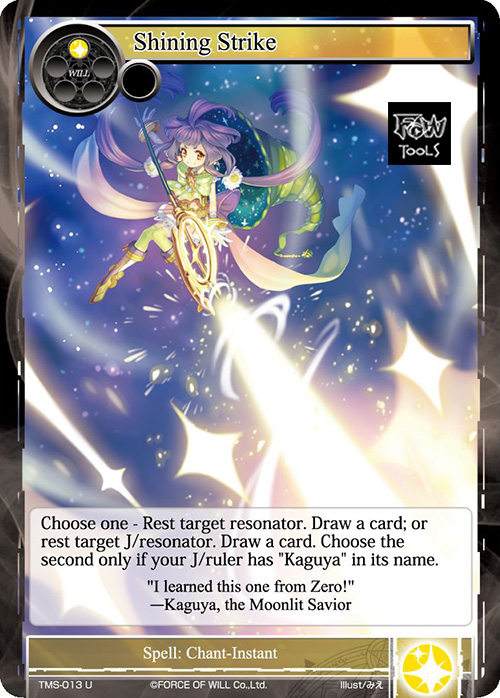 Shining Strike
WILL
FOW
TOOLS
Choose one - Rest target resonator. Draw a card; or
rest target J/resonator. Draw a card. Choose the
second only if your J/ruler has "Kaguya" in its name.
"I learned this one from Zero!"
—Kaguya, the Moonlit Savior
Spell: Chant-Instant
TMS-013 U
©FORCE OF WILL Co.,Ltd.
Illust/みえ